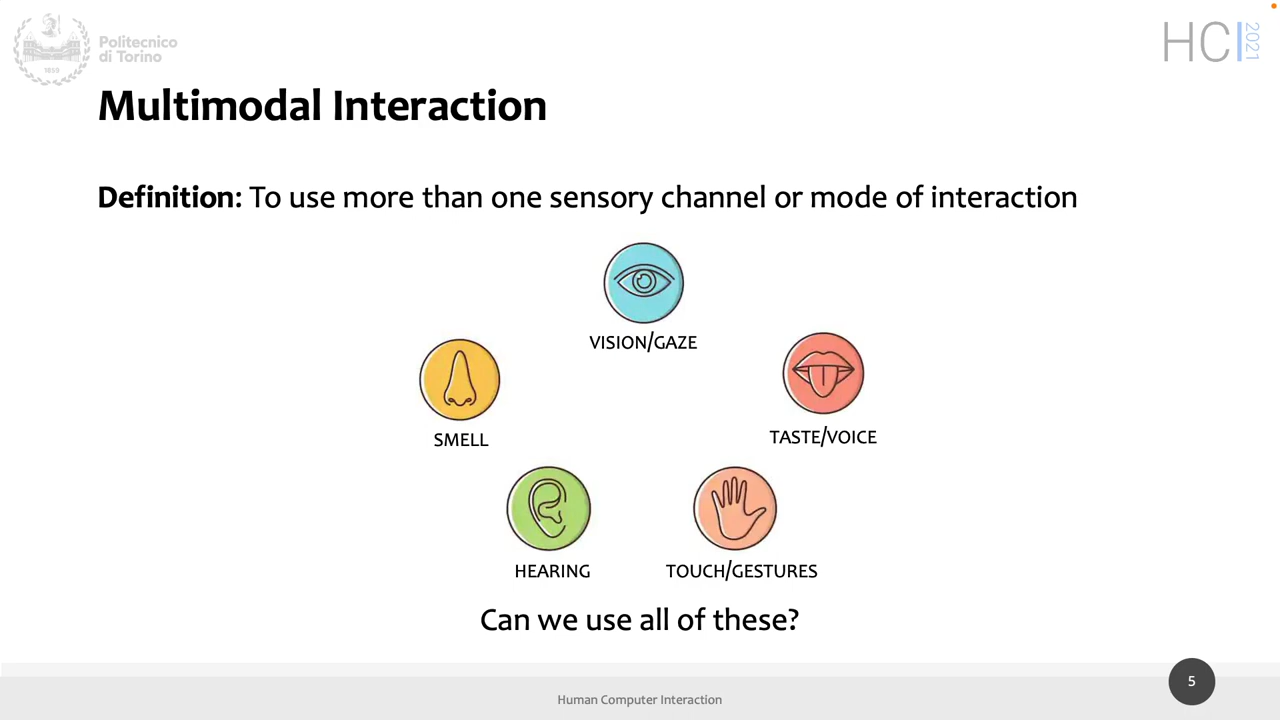 Politecnico
di Torino
1859
HCI 2021
Multimodal Interaction
Definition: To use more than one sensory channel or mode of interaction
VISION/GAZE
SMELL
TASTE/VOICE
HEARING
TOUCH/GESTURES
Can we use all of these?
5
Human Computer Interaction